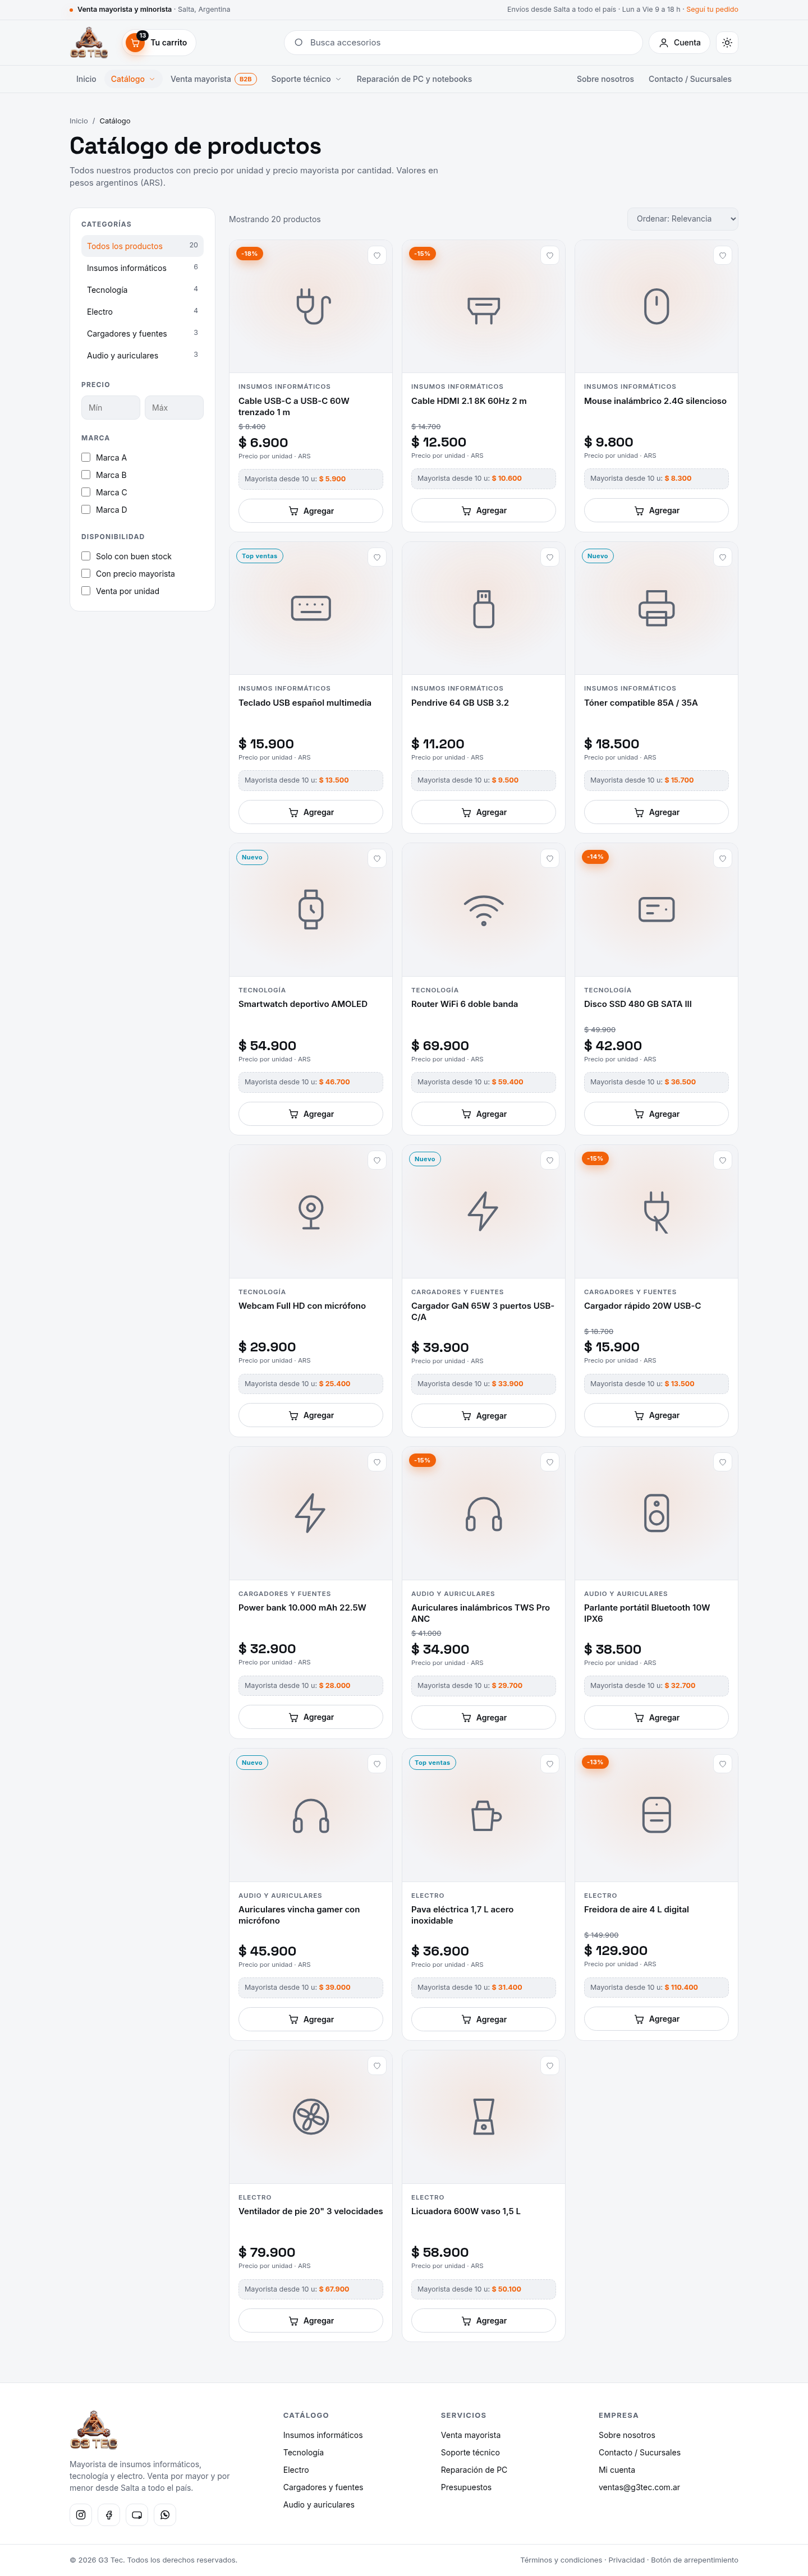 Venta mayorista y minorista · Salta, Argentina
Envíos desde Salta a todo el país · Lun a Vie 9 a 18 h · Seguí tu pedido
G3 TEC
13
Tu carrito
Busca accesorios
Cuenta
Inicio
Catálogo
Venta mayorista B2B
Soporte técnico
Reparación de PC y notebooks
Sobre nosotros
Contacto / Sucursales
Inicio / Catálogo
Catálogo de productos
Todos nuestros productos con precio por unidad y precio mayorista por cantidad. Valores en
pesos argentinos (ARS).
CATEGORÍAS
Todos los productos 20
Insumos informáticos 6
Tecnología 4
Electro 4
Cargadores y fuentes 3
Audio y auriculares 3
PRECIO
Mín
Máx
MARCA
Marca A
Marca B
Marca C
Marca D
DISPONIBILIDAD
Solo con buen stock
Con precio mayorista
Venta por unidad
Mostrando 20 productos
Ordenar: Relevancia
-18%
INSUMOS INFORMÁTICOS
Cable USB-C a USB-C 60W
trenzado 1 m
$ 8.400
$ 6.900
Precio por unidad · ARS
Mayorista desde 10 u: $ 5.900
Agregar
-15%
INSUMOS INFORMÁTICOS
Cable HDMI 2.1 8K 60Hz 2 m
$ 14.700
$ 12.500
Precio por unidad · ARS
Mayorista desde 10 u: $ 10.600
Agregar
INSUMOS INFORMÁTICOS
Mouse inalámbrico 2.4G silencioso
$ 9.800
Precio por unidad · ARS
Mayorista desde 10 u: $ 8.300
Agregar
Top ventas
INSUMOS INFORMÁTICOS
Teclado USB español multimedia
$ 15.900
Precio por unidad · ARS
Mayorista desde 10 u: $ 13.500
Agregar
INSUMOS INFORMÁTICOS
Pendrive 64 GB USB 3.2
$ 11.200
Precio por unidad · ARS
Mayorista desde 10 u: $ 9.500
Agregar
Nuevo
INSUMOS INFORMÁTICOS
Tóner compatible 85A / 35A
$ 18.500
Precio por unidad · ARS
Mayorista desde 10 u: $ 15.700
Agregar
Nuevo
TECNOLOGÍA
Smartwatch deportivo AMOLED
$ 54.900
Precio por unidad · ARS
Mayorista desde 10 u: $ 46.700
Agregar
TECNOLOGÍA
Router WiFi 6 doble banda
$ 69.900
Precio por unidad · ARS
Mayorista desde 10 u: $ 59.400
Agregar
-14%
TECNOLOGÍA
Disco SSD 480 GB SATA III
$ 49.900
$ 42.900
Precio por unidad · ARS
Mayorista desde 10 u: $ 36.500
Agregar
TECNOLOGÍA
Webcam Full HD con micrófono
$ 29.900
Precio por unidad · ARS
Mayorista desde 10 u: $ 25.400
Agregar
Nuevo
CARGADORES Y FUENTES
Cargador GaN 65W 3 puertos USB-
C/A
$ 39.900
Precio por unidad · ARS
Mayorista desde 10 u: $ 33.900
Agregar
-15%
CARGADORES Y FUENTES
Cargador rápido 20W USB-C
$ 18.700
$ 15.900
Precio por unidad · ARS
Mayorista desde 10 u: $ 13.500
Agregar
CARGADORES Y FUENTES
Power bank 10.000 mAh 22.5W
$ 32.900
Precio por unidad · ARS
Mayorista desde 10 u: $ 28.000
Agregar
-15%
AUDIO Y AURICULARES
Auriculares inalámbricos TWS Pro
ANC
$ 41.000
$ 34.900
Precio por unidad · ARS
Mayorista desde 10 u: $ 29.700
Agregar
AUDIO Y AURICULARES
Parlante portátil Bluetooth 10W
IPX6
$ 38.500
Precio por unidad · ARS
Mayorista desde 10 u: $ 32.700
Agregar
Nuevo
AUDIO Y AURICULARES
Auriculares vincha gamer con
micrófono
$ 45.900
Precio por unidad · ARS
Mayorista desde 10 u: $ 39.000
Agregar
Top ventas
ELECTRO
Pava eléctrica 1,7 L acero
inoxidable
$ 36.900
Precio por unidad · ARS
Mayorista desde 10 u: $ 31.400
Agregar
-13%
ELECTRO
Freidora de aire 4 L digital
$ 149.900
$ 129.900
Precio por unidad · ARS
Mayorista desde 10 u: $ 110.400
Agregar
ELECTRO
Ventilador de pie 20" 3 velocidades
$ 79.900
Precio por unidad · ARS
Mayorista desde 10 u: $ 67.900
Agregar
ELECTRO
Licuadora 600W vaso 1,5 L
$ 58.900
Precio por unidad · ARS
Mayorista desde 10 u: $ 50.100
Agregar
G3 TEC
Mayorista de insumos informáticos,
tecnología y electro. Venta por mayor y por
menor desde Salta a todo el país.
CATÁLOGO
Insumos informáticos
Tecnología
Electro
Cargadores y fuentes
Audio y auriculares
SERVICIOS
Venta mayorista
Soporte técnico
Reparación de PC
Presupuestos
EMPRESA
Sobre nosotros
Contacto / Sucursales
Mi cuenta
ventas@g3tec.com.ar
© 2026 G3 Tec. Todos los derechos reservados.
Términos y condiciones · Privacidad · Botón de arrepentimiento